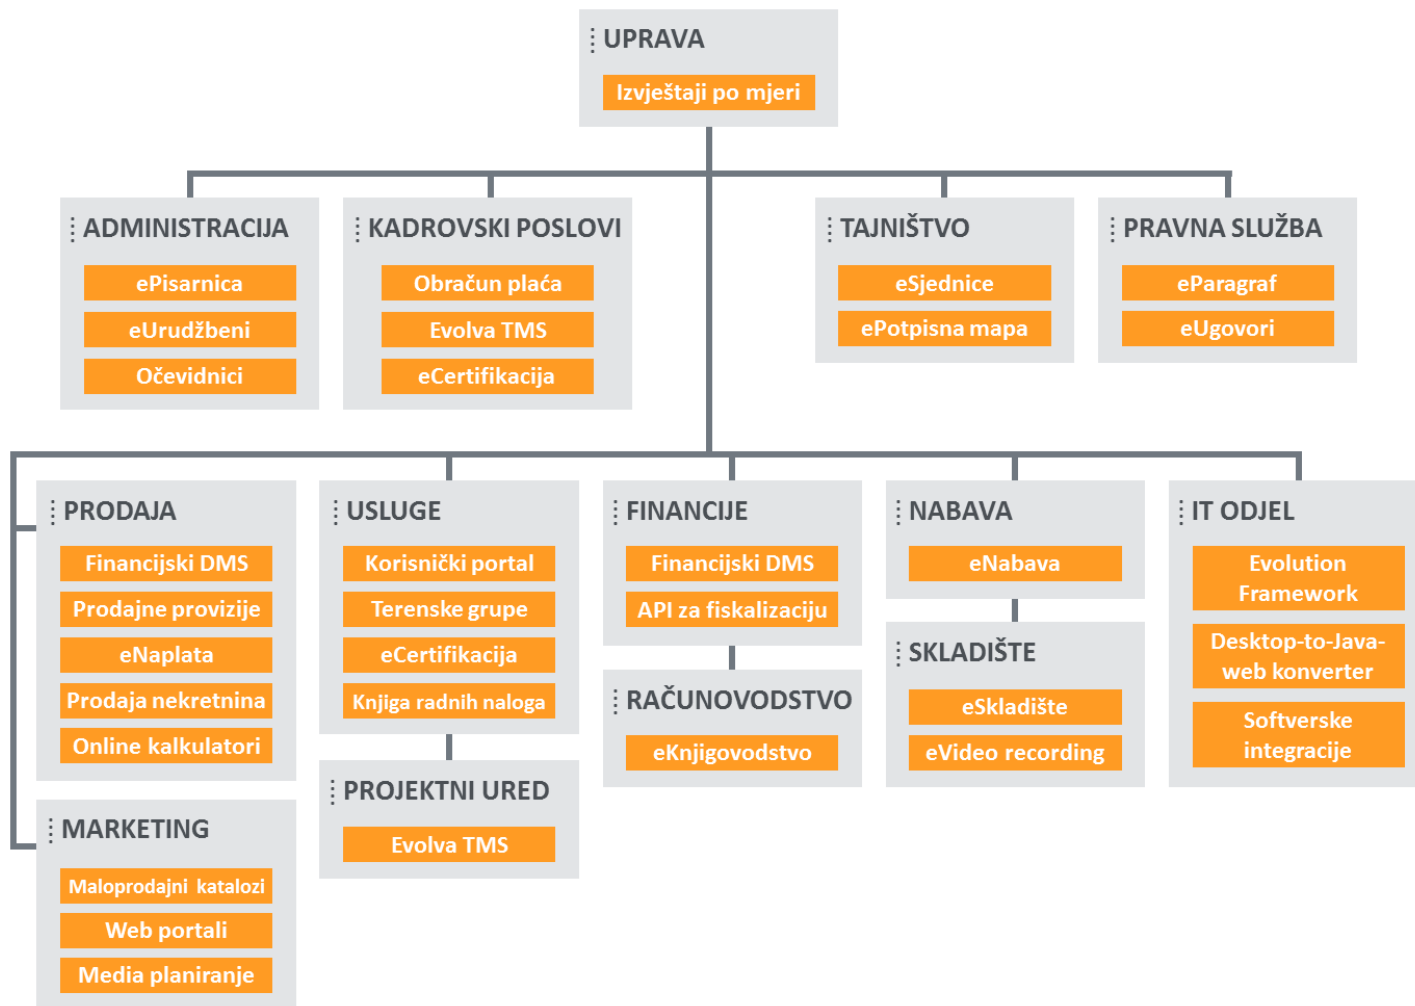 UPRAVA
Izvještaji po mjeri
ADMINISTRACIJA
ePisarnica
eUrudžbeni
Očevidnici
KADROVSKI POSLOVI
Obračun plaća
Evolva TMS
eCertifikacija
TAJNIŠTVO
eSjednice
ePotpisna mapa
PRAVNA SLUŽBA
eParagraf
eUgovori
PRODAJA
Financijski DMS
Prodajne provizije
eNaplata
Prodaja nekretnina
Online kalkulatori
MARKETING
Maloprodajni katalozi
Web portali
Media planiranje
USLUGE
Korisnički portal
Terenske grupe
eCertifikacija
Knjiga radnih naloga
PROJEKTNI URED
Evolva TMS
FINANCIJE
Financijski DMS
API za fiskalizaciju
RAČUNOVODSTVO
eKnjigovodstvo
NABAVA
eNabava
SKLADIŠTE
eSkladište
eVideo recording
IT ODJEL
Evolution
Framework
Desktop-to-Java-
web konverter
Softverske
integracije